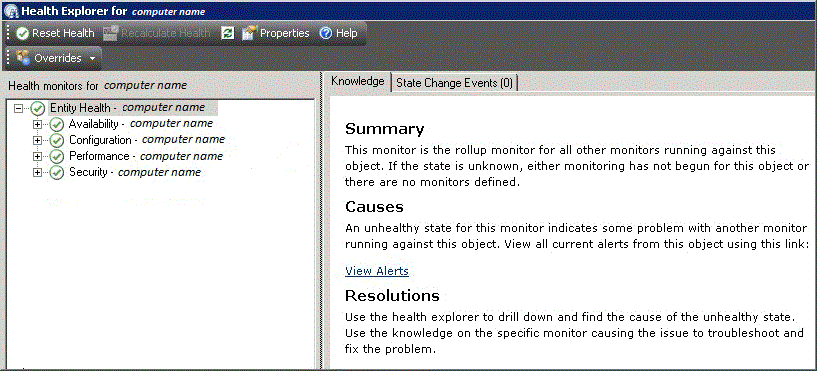 Health Explorer for computer name
Reset Health Recalculate Health Properties Help
Overrides
Health monitors for computer name
Entity Health - computer name
Availability - computer name
Configuration - computer name
Performance - computer name
Security - computer name
Knowledge State Change Events (0)
Summary
This monitor is the rollup monitor for all other monitors running against this
object. If the state is unknown, either monitoring has not begun for this object or
there are no monitors defined.
Causes
An unhealthy state for this monitor indicates some problem with another monitor
running against this object. View all current alerts from this object using this link:
View Alerts
Resolutions
Use the health explorer to drill down and find the cause of the unhealthy state.
Use the knowledge on the specific monitor causing the issue to troubleshoot and
fix the problem.